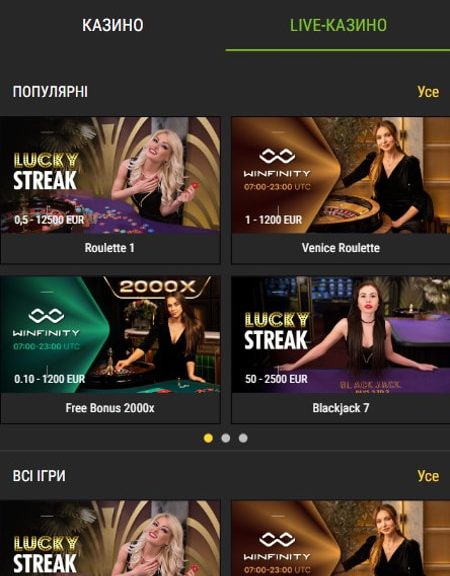 КАЗИНО
LIVE-КАЗИНО
ПОПУЛЯРНІ
Усе
LUCKY
STREAK
0,5 - 12500 EUR
Roulette 1
WINFINITY
07:00-23:00 UTC
1 - 1200 EUR
Venice Roulette
2000X
WINFINITY
07:00-23:00 UTC
0.10 - 1200 EUR
Free Bonus 2000x
LUCKY
STREAK
50 - 2500 EUR
BLACK JACK
Blackjack 7
ВСІ ІГРИ
Усе
LUCKY
STREAK
WINFINITY
07:00-23:00 UTC